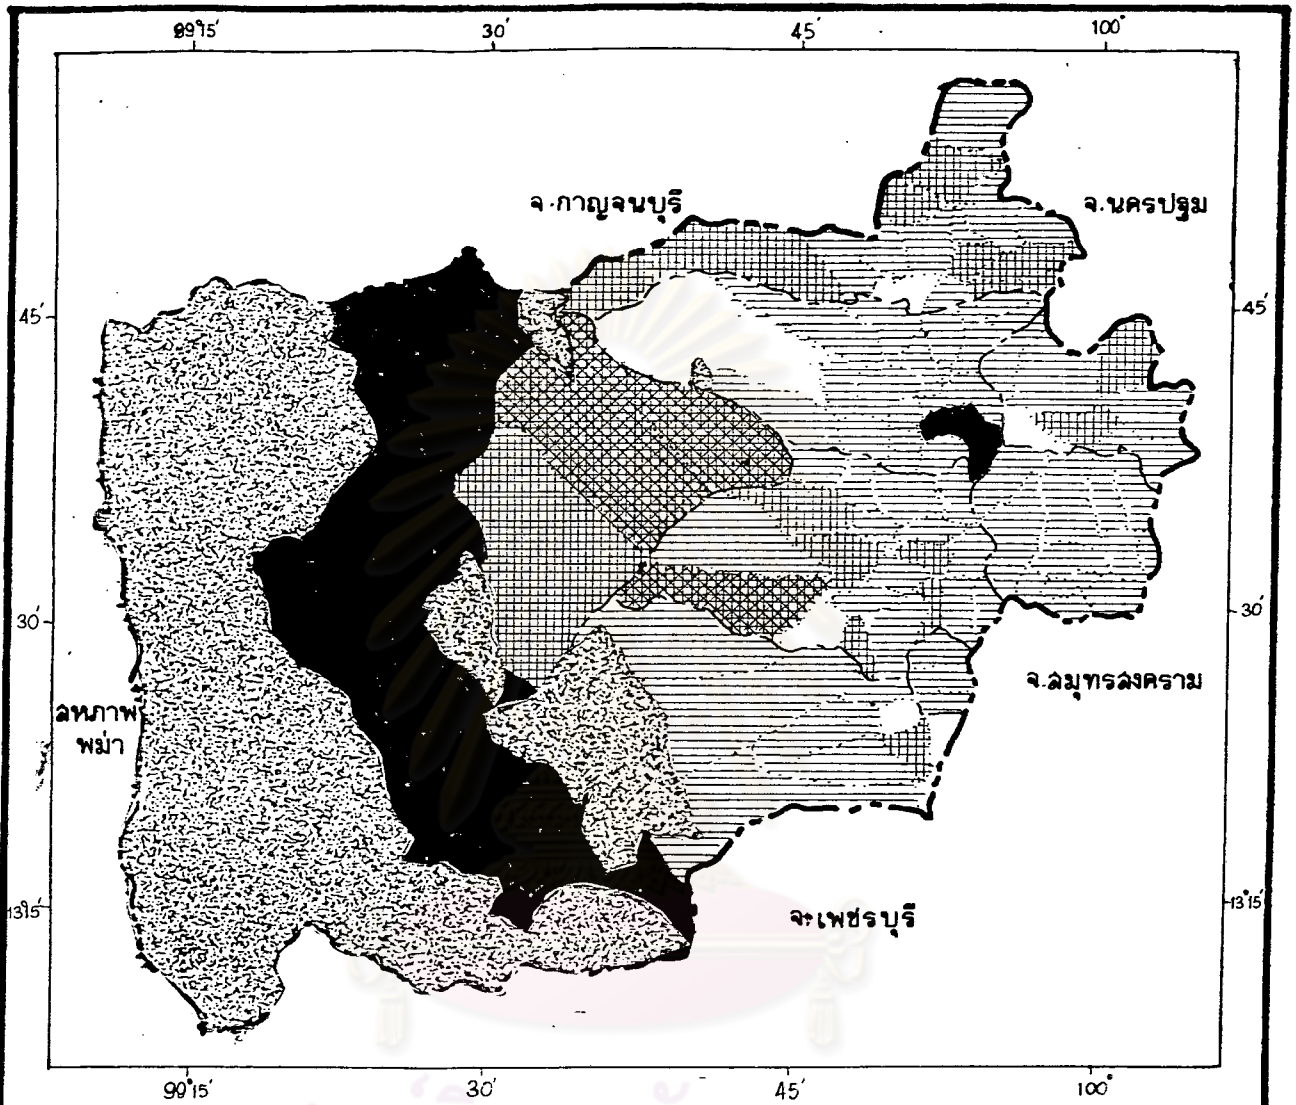 99°15′ 30′ 45′ 100°
จ.กาญจนบุรี
จ.นครปฐม
45′ 45′
30′ 30′
จ.สมุทรสงคราม
สหภาพ
พม่า
13°15′ 13°15′
จ.เพชรบุรี
99°15′ 30′ 45′ 100°